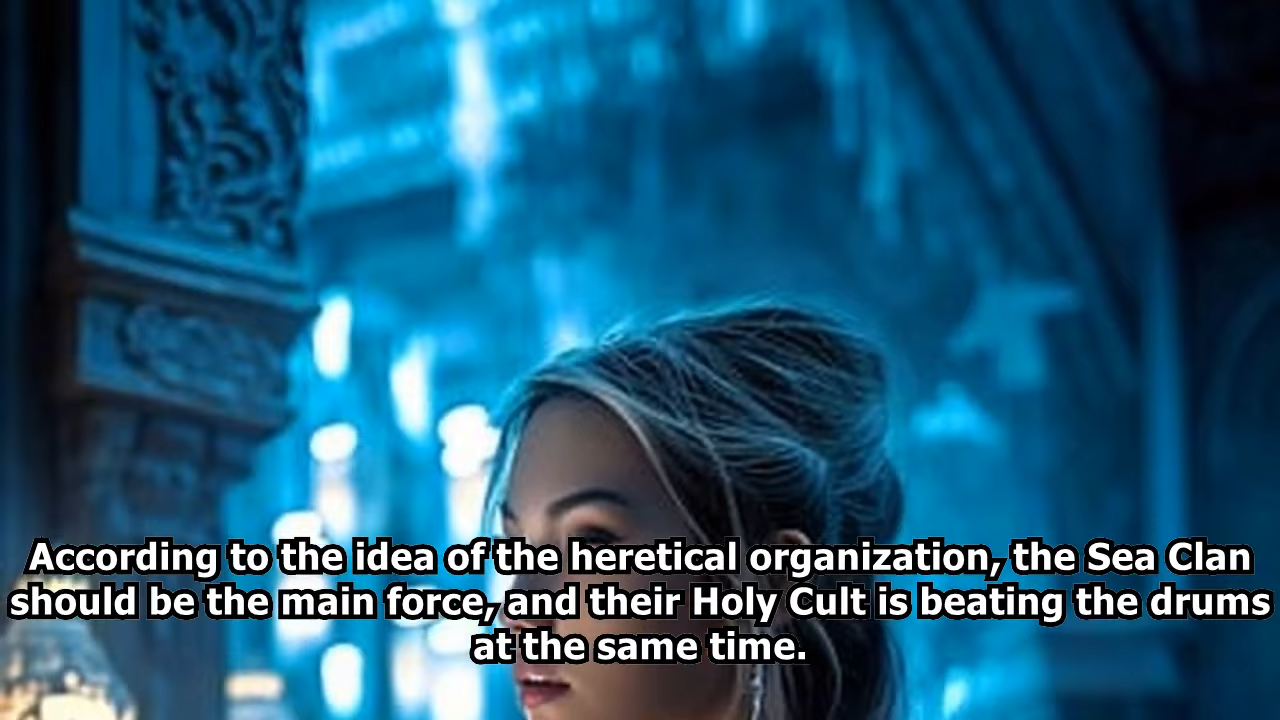 According to the idea of the heretical organization, the Sea Clan
should be the main force, and their Holy Cult is beating the drums
at the same time.